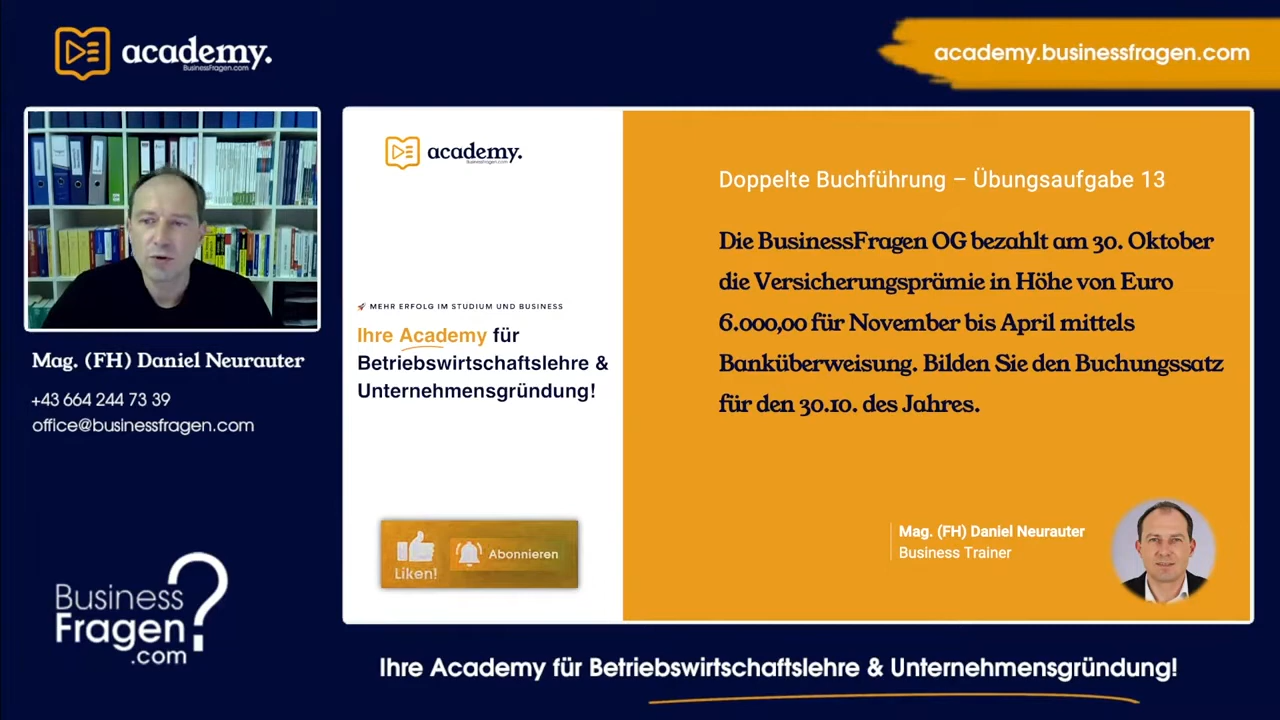 academy.
BusinessFragen.com
academy.businessfragen.com
Mag. (FH) Daniel Neurauter
+43 664 244 73 39
office@businessfragen.com
Business
Fragen?
.com
academy.
BusinessFragen.com
🚀 MEHR ERFOLG IM STUDIUM UND BUSINESS
Ihre Academy für
Betriebswirtschaftslehre &
Unternehmensgründung!
Liken!
Abonnieren
Doppelte Buchführung – Übungsaufgabe 13
Die BusinessFragen OG bezahlt am 30. Oktober
die Versicherungsprämie in Höhe von Euro
6.000,00 für November bis April mittels
Banküberweisung. Bilden Sie den Buchungssatz
für den 30.10. des Jahres.
Mag. (FH) Daniel Neurauter
Business Trainer
Ihre Academy für Betriebswirtschaftslehre & Unternehmensgründung!